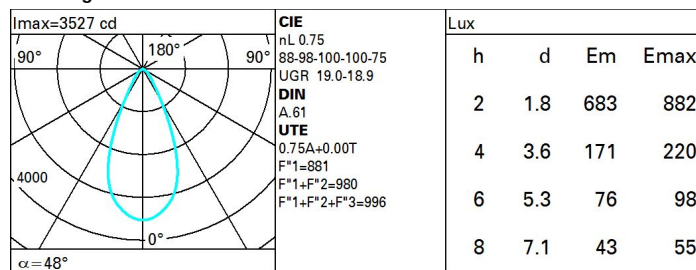 Imax=3527 cd
90°
180°
90°
4000
0°
α=48°
CIE
nL 0.75
88-98-100-100-75
UGR 19.0-18.9
DIN
A.61
UTE
0.75A+0.00T
F"1=881
F"1+F"2=980
F"1+F"2+F"3=996
Lux
h d Em Emax
2 1.8 683 882
4 3.6 171 220
6 5.3 76 98
8 7.1 43 55